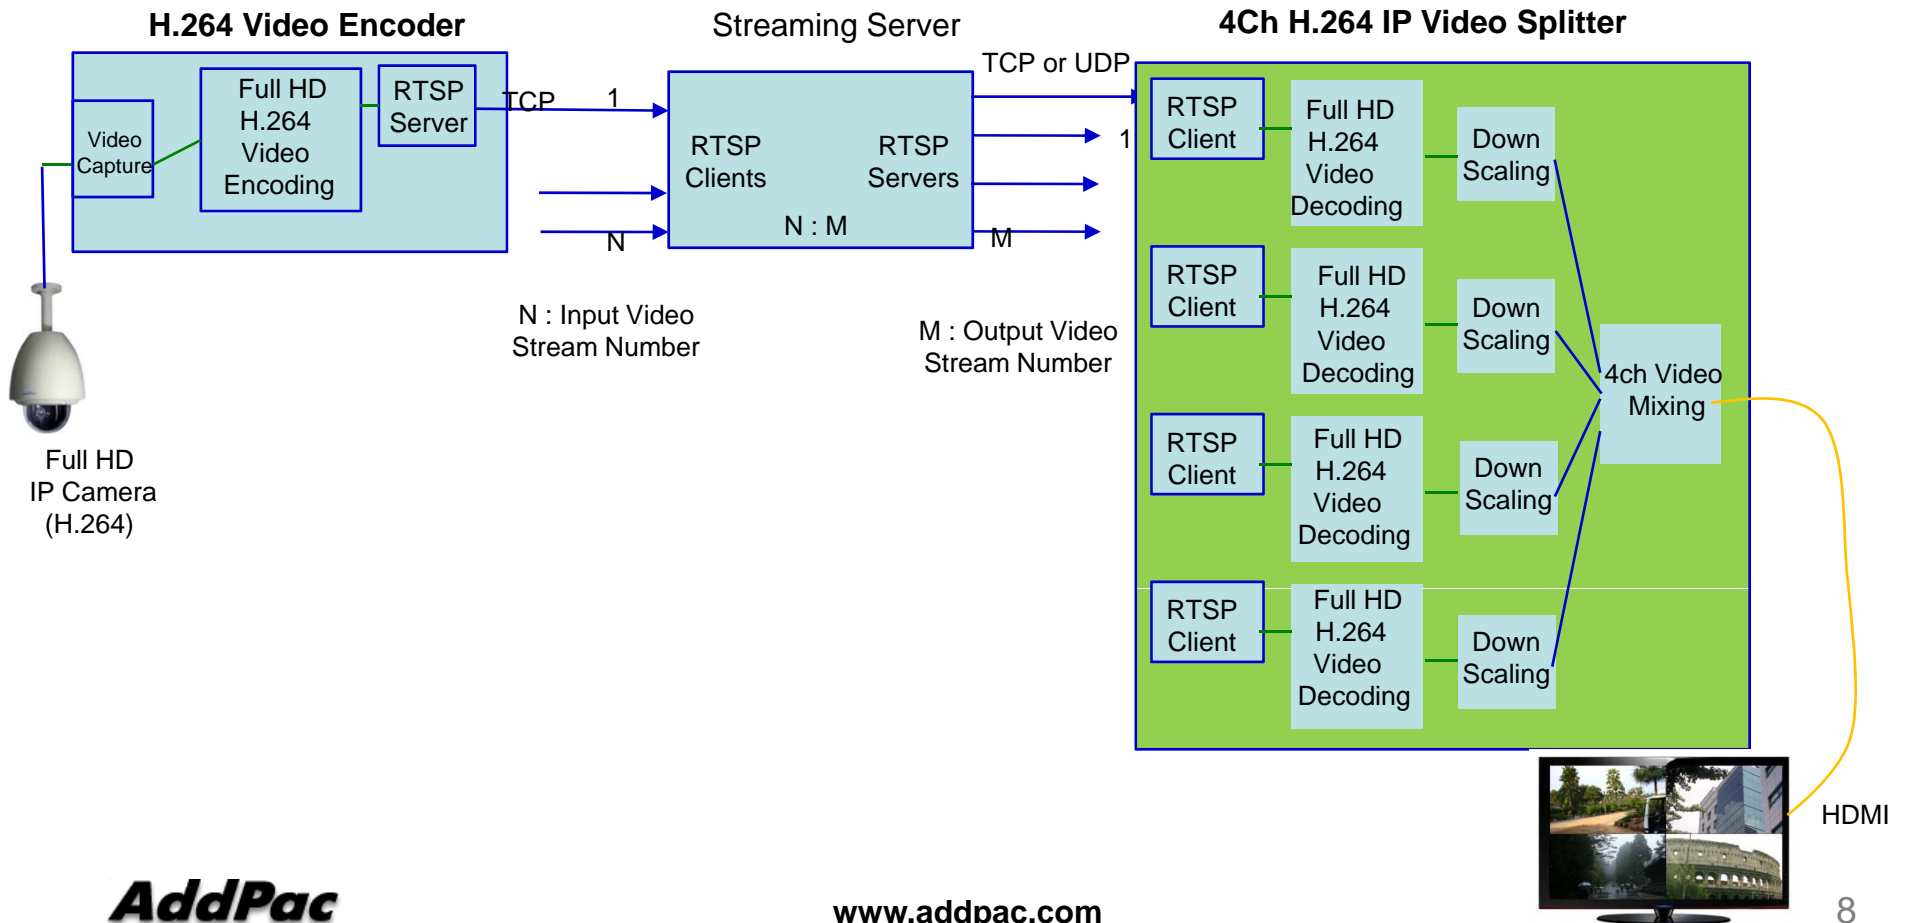 H.264 Video Encoder
Streaming Server
4Ch H.264 IP Video Splitter
Video
Capture
Full HD
H.264
Video
Encoding
RTSP
Server
TCP
1
N
RTSP
Clients
RTSP
Servers
N : M
TCP or UDP
1
M
N : Input Video
Stream Number
M : Output Video
Stream Number
Full HD
IP Camera
(H.264)
RTSP
Client
Full HD
H.264
Video
Decoding
Down
Scaling
RTSP
Client
Full HD
H.264
Video
Decoding
Down
Scaling
4ch Video
Mixing
RTSP
Client
Full HD
H.264
Video
Decoding
Down
Scaling
RTSP
Client
Full HD
H.264
Video
Decoding
Down
Scaling
HDMI
AddPac
www.addpac.com
8